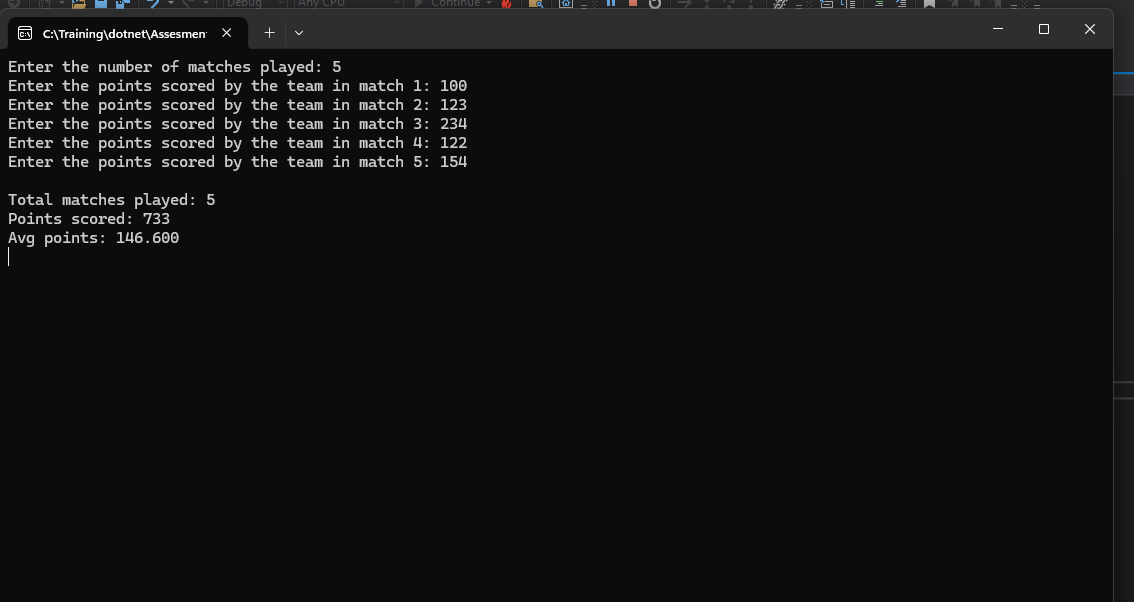 Debug Any CPU Continue
C:\Training\dotnet\Assesmen
Enter the number of matches played: 5
Enter the points scored by the team in match 1: 100
Enter the points scored by the team in match 2: 123
Enter the points scored by the team in match 3: 234
Enter the points scored by the team in match 4: 122
Enter the points scored by the team in match 5: 154
Total matches played: 5
Points scored: 733
Avg points: 146.600